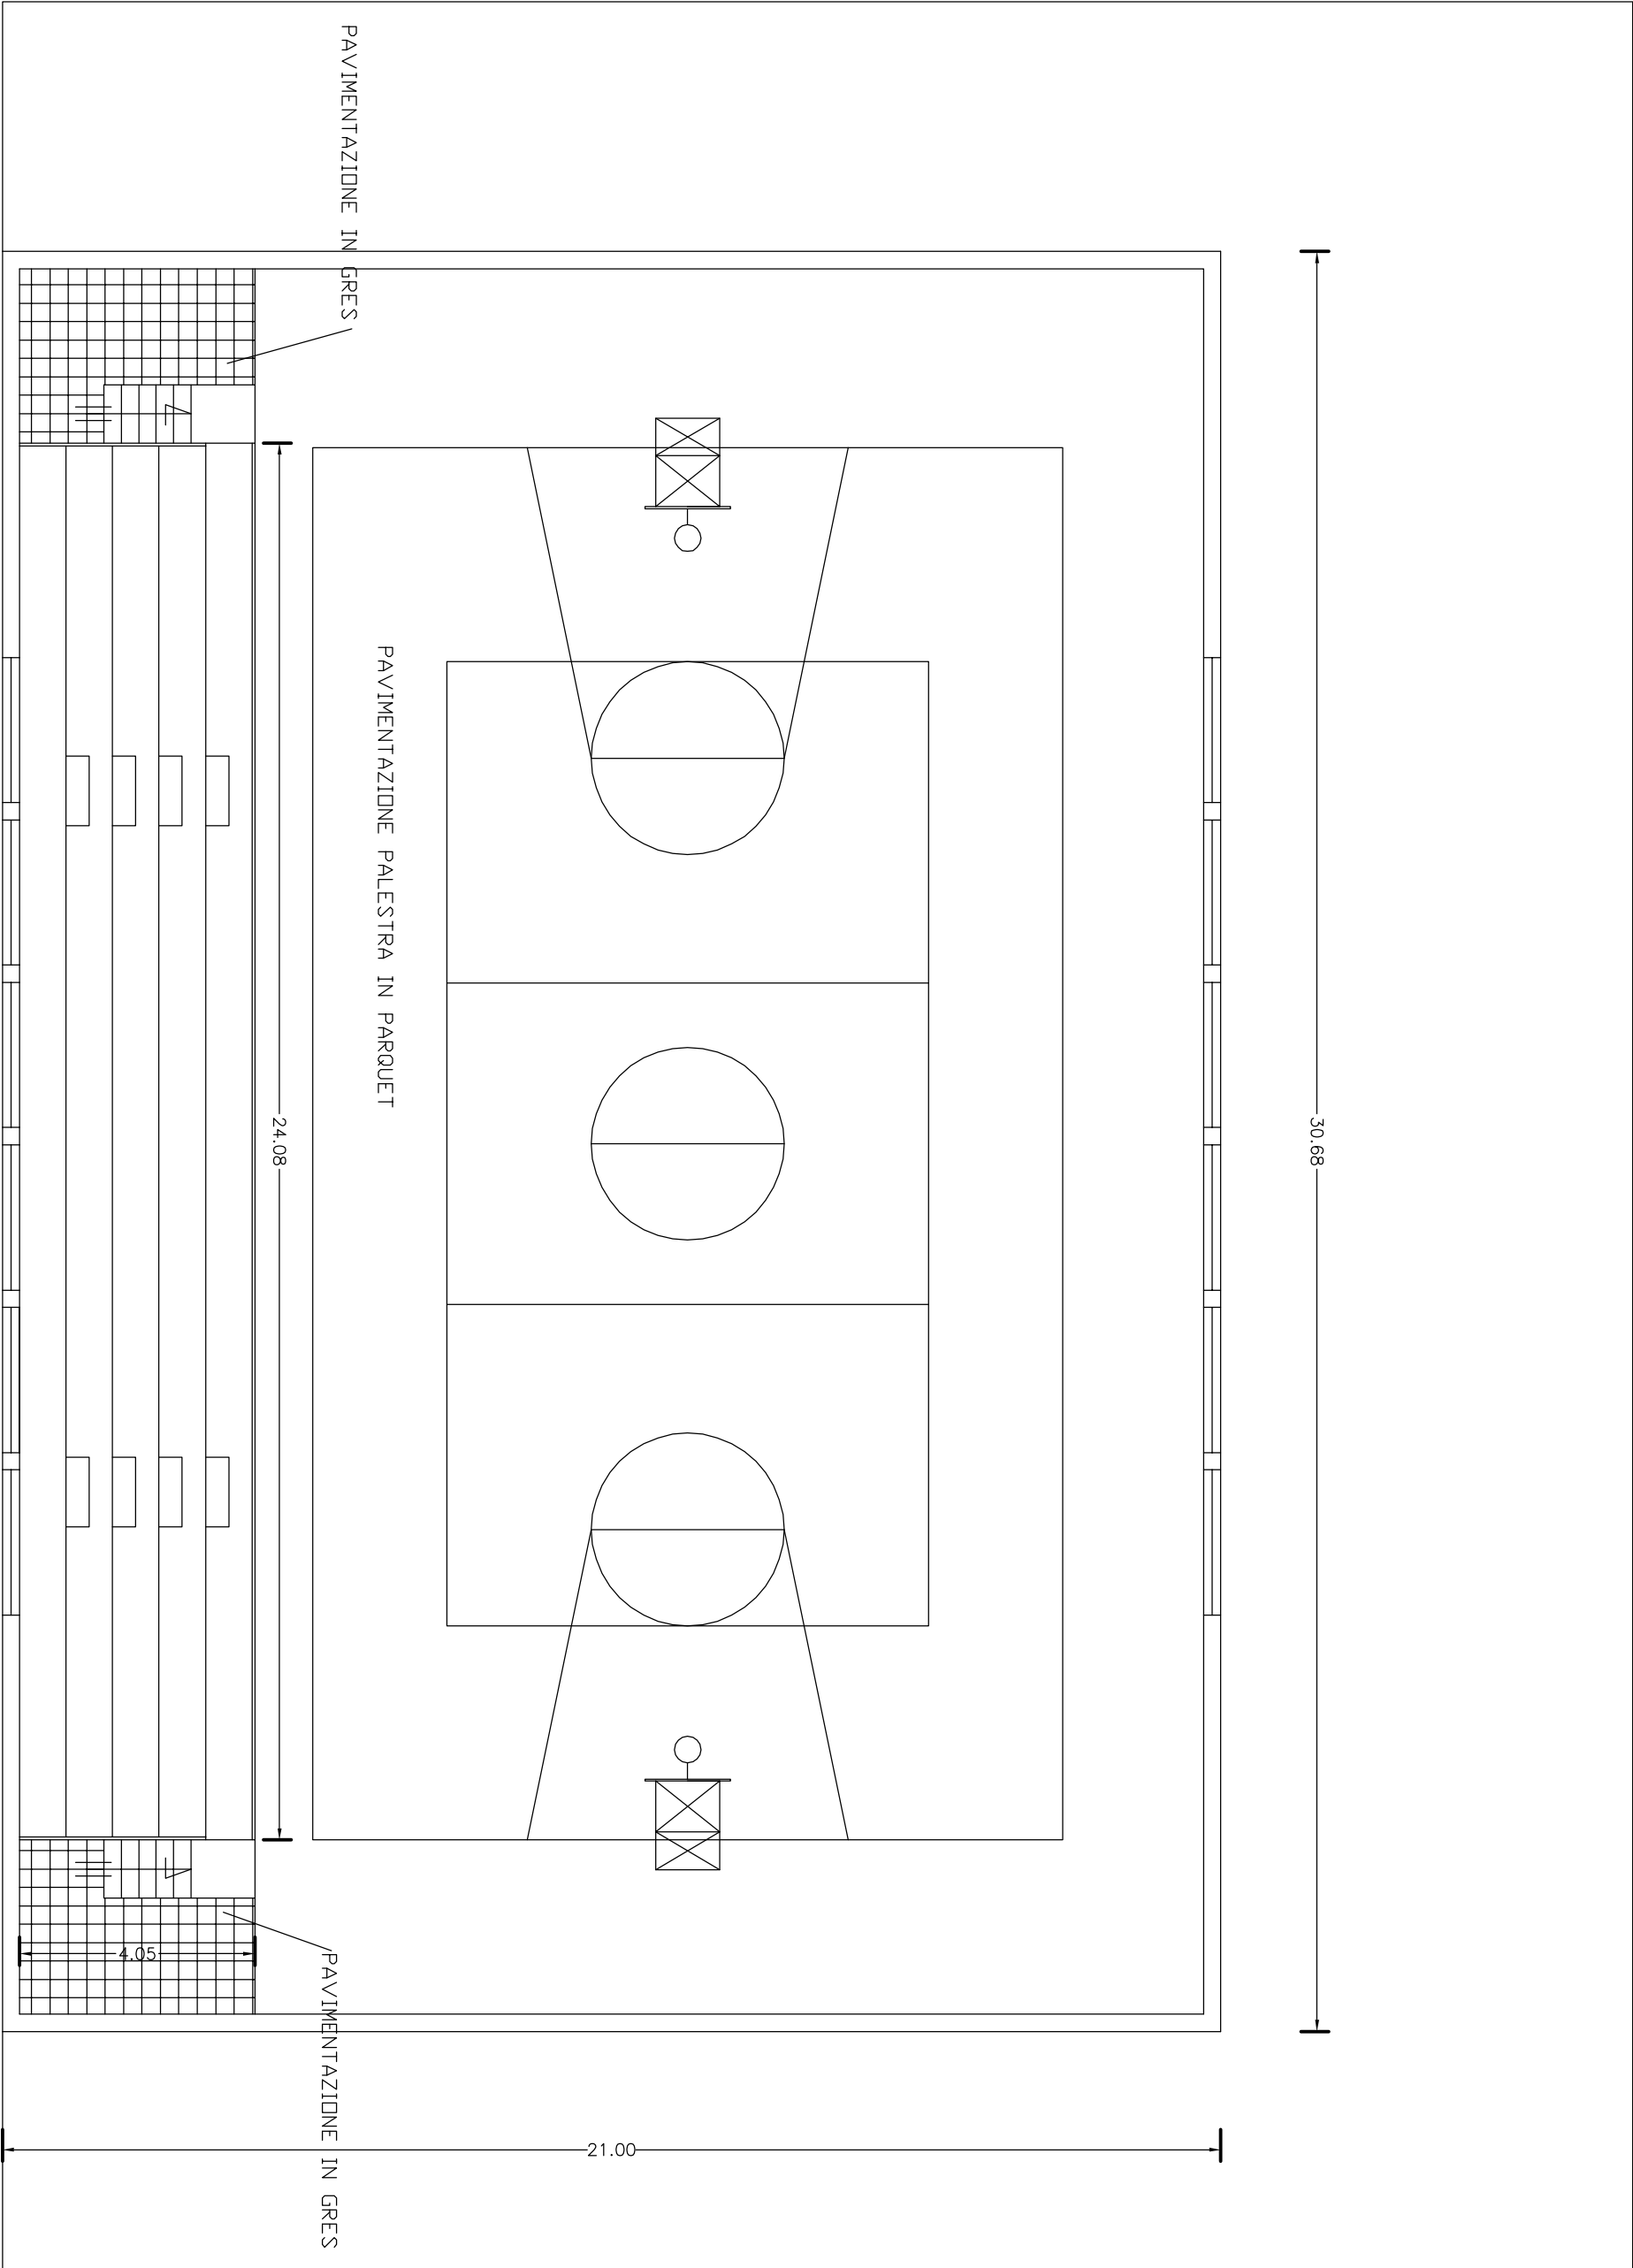 PAVIMENTAZIONE IN GRES
30.68
PAVIMENTAZIONE PALESTRA IN PARQUET
24.08
4.05
PAVIMENTAZIONE IN GRES
21.00